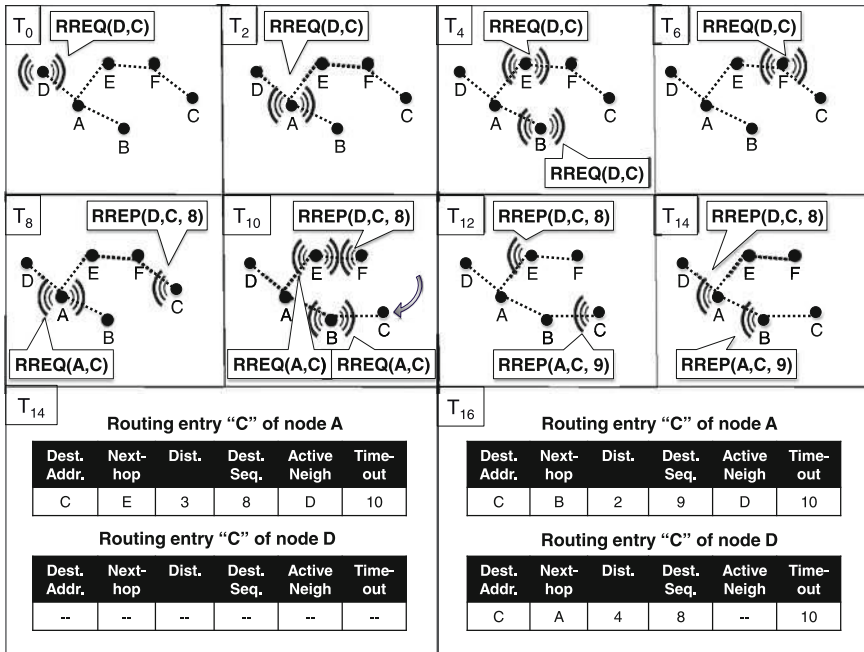 T0
RREQ(D,C)
D
A
E
F
C
B
T2
RREQ(D,C)
D
A
E
F
C
B
T4
RREQ(D,C)
D
A
E
F
C
B
RREQ(D,C)
T6
RREQ(D,C)
D
A
E
F
C
B
T8
RREP(D,C, 8)
D
E
F
A
B
C
RREQ(A,C)
T10
RREP(D,C, 8)
D
E
F
A
B
C
RREQ(A,C)
RREQ(A,C)
T12
RREP(D,C, 8)
D
E
F
A
B
C
RREP(A,C, 9)
T14
RREP(D,C, 8)
D
E
F
A
B
C
RREP(A,C, 9)
T14
Routing entry “C” of node A
Dest. Addr. Next-hop Dist. Dest. Seq. Active Neigh Time-out
C E 3 8 D 10
Routing entry “C” of node D
Dest. Addr. Next-hop Dist. Dest. Seq. Active Neigh Time-out
-- -- -- -- -- --
T16
Routing entry “C” of node A
Dest. Addr. Next-hop Dist. Dest. Seq. Active Neigh Time-out
C B 2 9 D 10
Routing entry “C” of node D
Dest. Addr. Next-hop Dist. Dest. Seq. Active Neigh Time-out
C A 4 8 -- 10